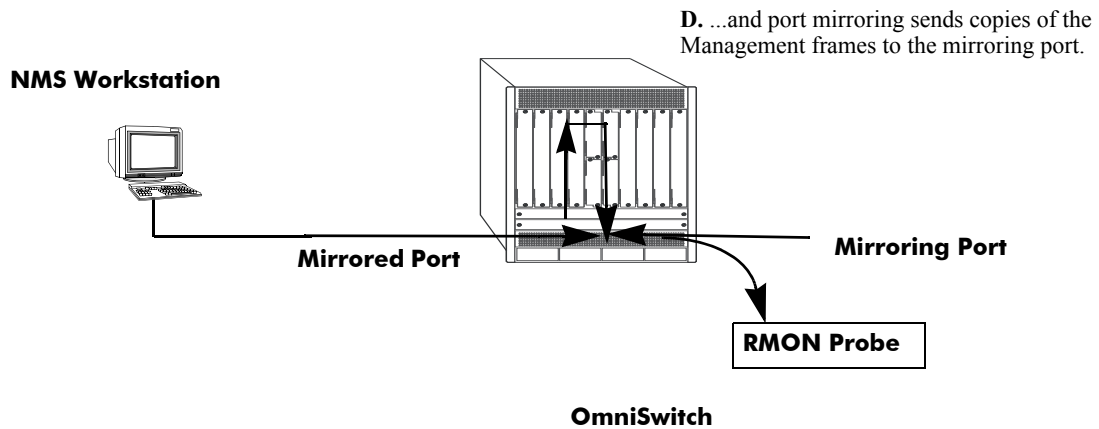 D. ...and port mirroring sends copies of the
Management frames to the mirroring port.
NMS Workstation
Mirrored Port
Mirroring Port
RMON Probe
OmniSwitch